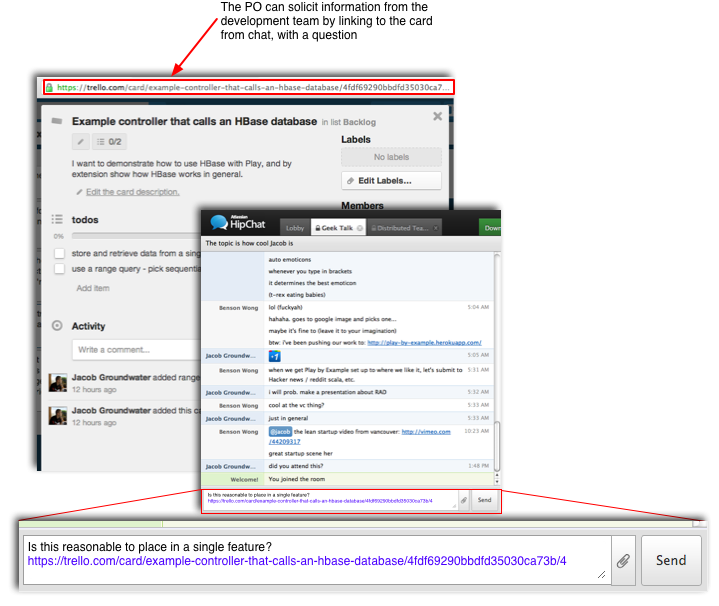 The PO can solicit information from the
development team by linking to the card
from chat, with a question
https://trello.com/card/example-controller-that-calls-an-hbase-database/4fdf69290bbdfd35030ca7...
Example controller that calls an HBase database in list Backlog
0/2
I want to demonstrate how to use HBase with Play, and by
extension show how HBase works in general.
Edit the card description.
Labels
No labels
Edit Labels...
Members
todos
0%
store and retrieve data from a sing
use a range query - pick sequentia
Add item
Activity
Write a comment...
Jacob Groundwater added range
12 hours ago
Jacob Groundwater added this ca
12 hours ago
Atlassian
HipChat
Lobby
Geek Talk
Distributed Tea...
Down
The topic is how cool Jacob is
auto emoticons
whenever you type in brackets
it determines the best emoticon
(t-rex eating babies)
Benson Wong lol (fuckyah) 5:04 AM
hahaha. goes to google image and picks one...
maybe it's fine to (leave it to your imagination)
btw: i've been pushing our work to: http://play-by-example.herokuapp.com/
Jacob Groundw... 5:05 AM
Benson Wong when we get Play by Example set up to where we like it, let's submit to 5:31 AM
Hacker news / reddit scala, etc.
Jacob Groundw... i will prob. make a presentation about RAD 5:32 AM
Benson Wong cool at the vc thing? 5:33 AM
Jacob Groundw... just in general 5:33 AM
Benson Wong @jacob the lean startup video from vancouver: http://vimeo.com 10:23 AM
/44209317
great startup scene her
Jacob Groundw... did you attend this? 1:48 PM
Welcome! You joined the room
Is this reasonable to place in a single feature?
https://trello.com/card/example-controller-that-calls-an-hbase-database/4fdf69290bbdfd35030ca73b/4
Send
Is this reasonable to place in a single feature?
https://trello.com/card/example-controller-that-calls-an-hbase-database/4fdf69290bbdfd35030ca73b/4
Send